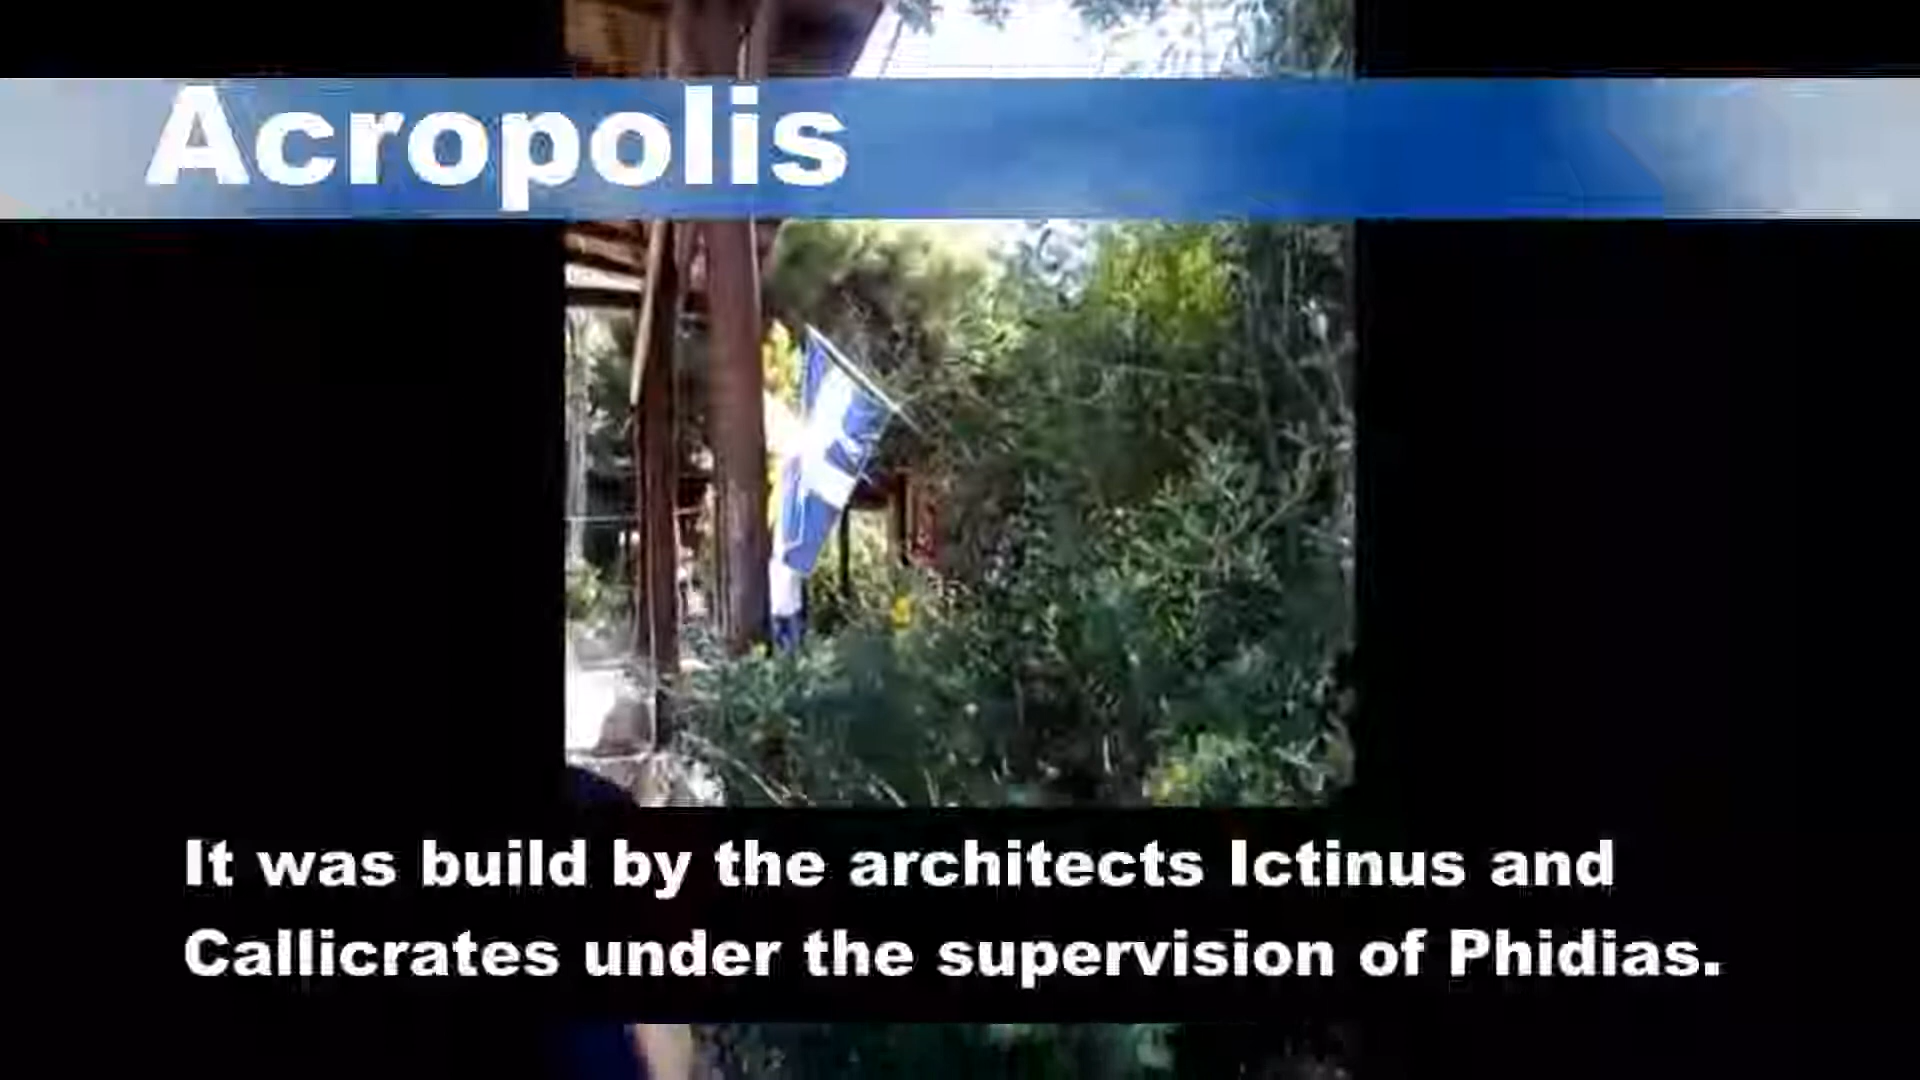 Acropolis
It was build by the architects Ictinus and
Callicrates under the supervision of Phidias.